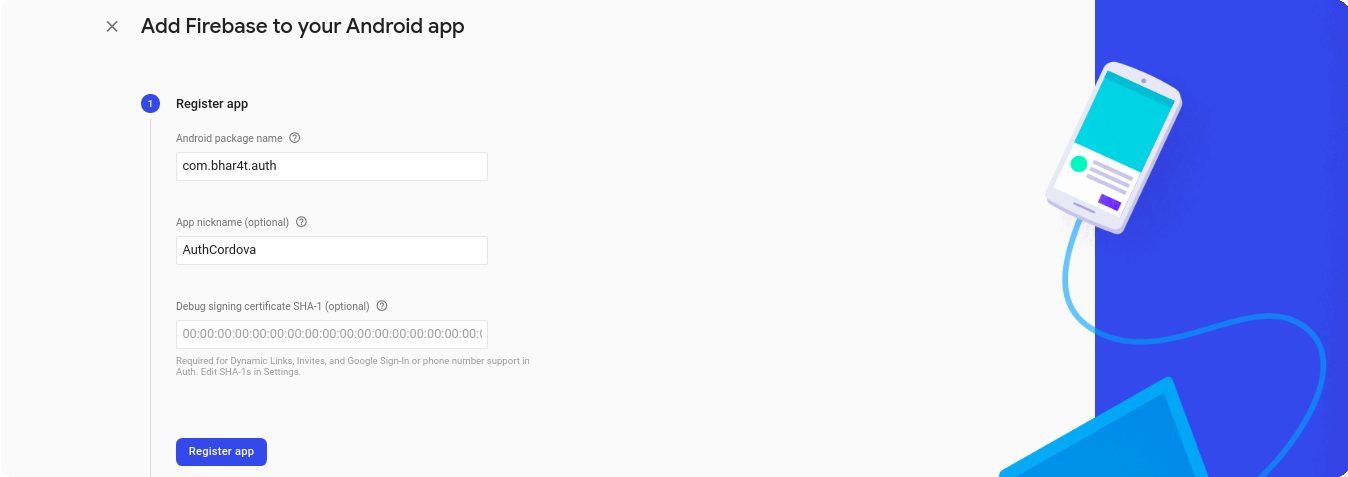 Add Firebase to your Android app
1 Register app
Android package name
com.bhar4t.auth
App nickname (optional)
AuthCordova
Debug signing certificate SHA-1 (optional)
00:00:00:00:00:00:00:00:00:00:00:00:00:00:00:00:00:
Required for Dynamic Links, Invites, and Google Sign-In or phone number support in
Auth. Edit SHA-1s in Settings.
Register app